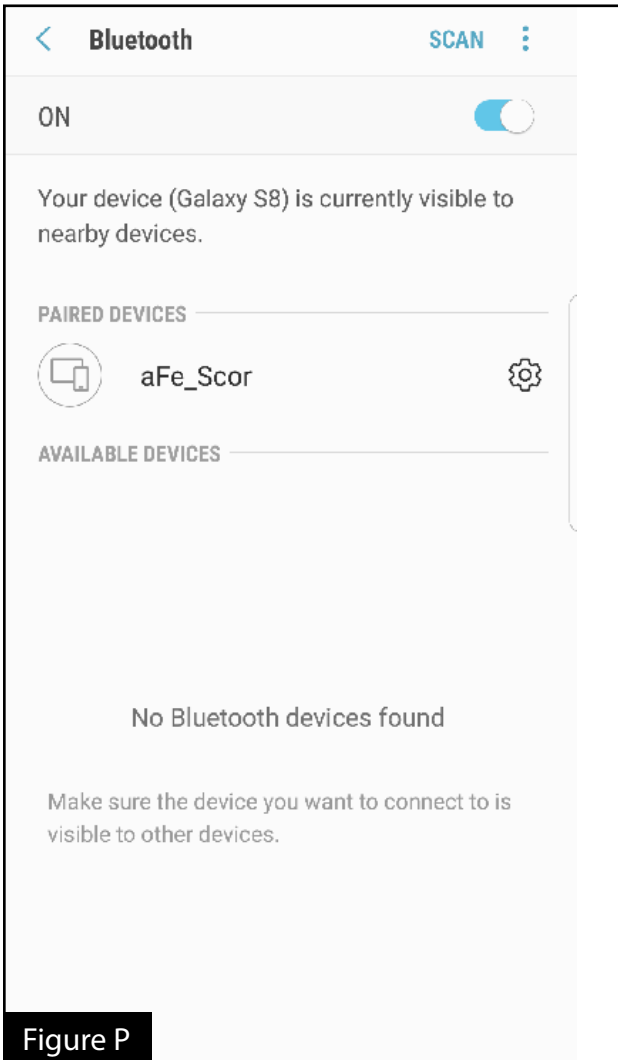 Bluetooth SCAN
ON
Your device (Galaxy S8) is currently visible to
nearby devices.
PAIRED DEVICES
aFe_Scor
AVAILABLE DEVICES
No Bluetooth devices found
Make sure the device you want to connect to is
visible to other devices.
Figure P